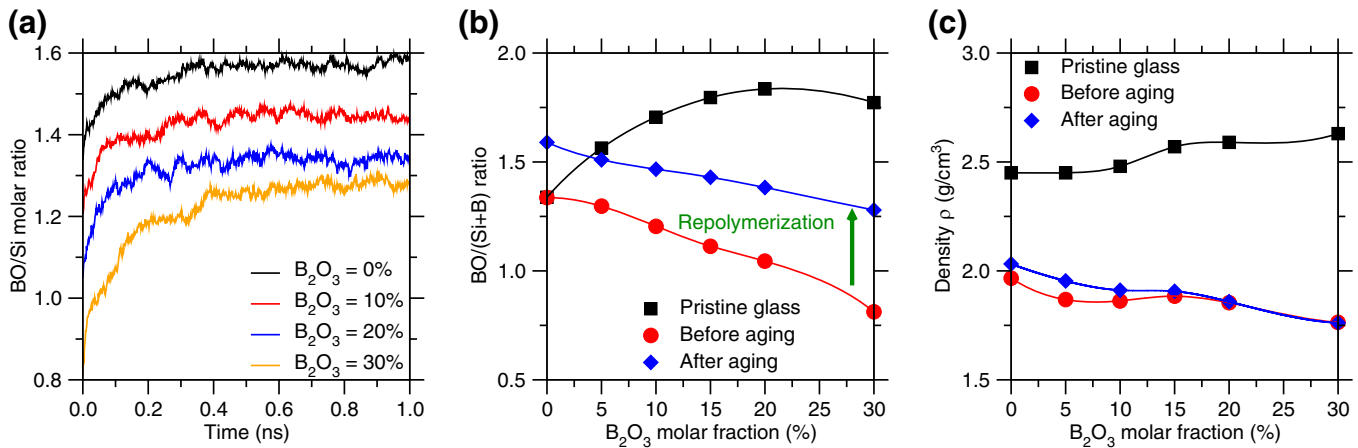 (a)
1.6
1.4
1.2
1.0
0.8
BO/Si molar ratio
B₂O₃ = 0%
B₂O₃ = 10%
B₂O₃ = 20%
B₂O₃ = 30%
0.0 0.2 0.4 0.6 0.8 1.0
Time (ns)
(b)
2.0
1.5
1.0
0.5
BO/(Si+B) ratio
Repolymerization
Pristine glass
Before aging
After aging
0 5 10 15 20 25 30
B₂O₃ molar fraction (%)
(c)
3.0
2.5
2.0
1.5
Density ρ (g/cm³)
Pristine glass
Before aging
After aging
0 5 10 15 20 25 30
B₂O₃ molar fraction (%)